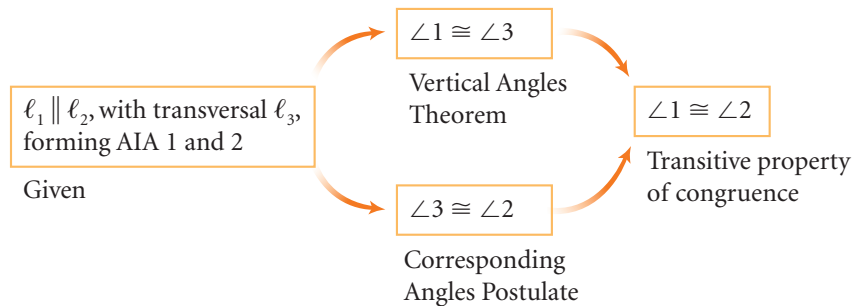 ℓ₁ ∥ ℓ₂, with transversal ℓ₃,
forming AIA 1 and 2
Given
∠1 ≅ ∠3
Vertical Angles
Theorem
∠3 ≅ ∠2
Corresponding
Angles Postulate
∠1 ≅ ∠2
Transitive property
of congruence